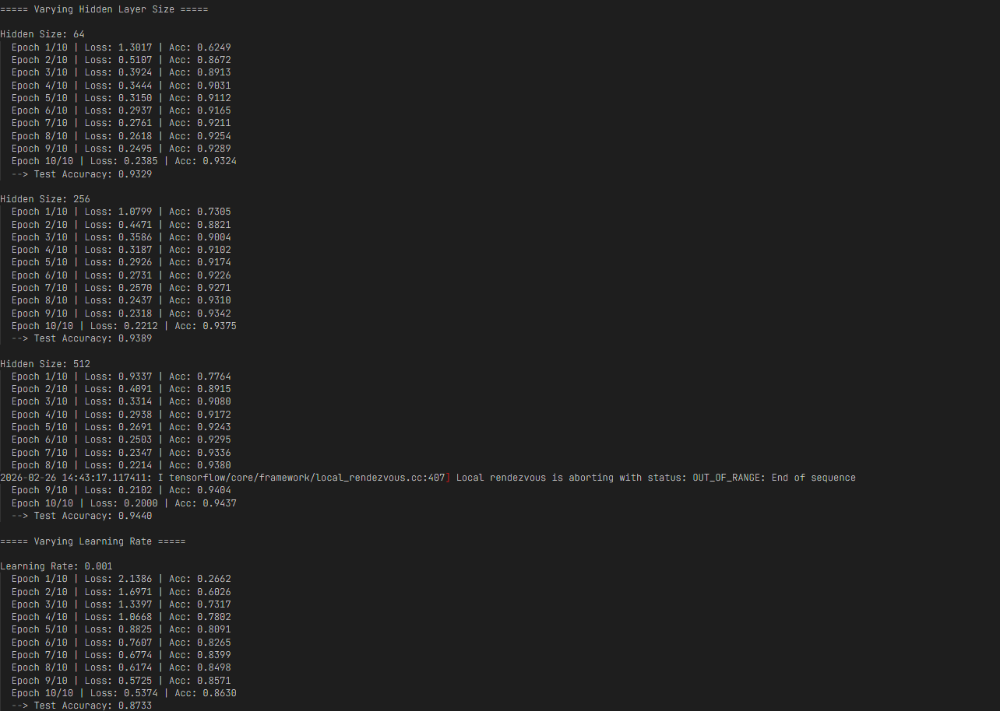 ===== Varying Hidden Layer Size =====
Hidden Size: 64
Epoch 1/10 | Loss: 1.3017 | Acc: 0.6249
Epoch 2/10 | Loss: 0.5107 | Acc: 0.8672
Epoch 3/10 | Loss: 0.3924 | Acc: 0.8913
Epoch 4/10 | Loss: 0.3444 | Acc: 0.9031
Epoch 5/10 | Loss: 0.3150 | Acc: 0.9112
Epoch 6/10 | Loss: 0.2937 | Acc: 0.9165
Epoch 7/10 | Loss: 0.2761 | Acc: 0.9211
Epoch 8/10 | Loss: 0.2618 | Acc: 0.9254
Epoch 9/10 | Loss: 0.2495 | Acc: 0.9289
Epoch 10/10 | Loss: 0.2385 | Acc: 0.9324
--> Test Accuracy: 0.9329
Hidden Size: 256
Epoch 1/10 | Loss: 1.0799 | Acc: 0.7305
Epoch 2/10 | Loss: 0.4471 | Acc: 0.8821
Epoch 3/10 | Loss: 0.3586 | Acc: 0.9004
Epoch 4/10 | Loss: 0.3187 | Acc: 0.9102
Epoch 5/10 | Loss: 0.2926 | Acc: 0.9174
Epoch 6/10 | Loss: 0.2731 | Acc: 0.9226
Epoch 7/10 | Loss: 0.2570 | Acc: 0.9271
Epoch 8/10 | Loss: 0.2437 | Acc: 0.9310
Epoch 9/10 | Loss: 0.2318 | Acc: 0.9342
Epoch 10/10 | Loss: 0.2212 | Acc: 0.9375
--> Test Accuracy: 0.9389
Hidden Size: 512
Epoch 1/10 | Loss: 0.9337 | Acc: 0.7764
Epoch 2/10 | Loss: 0.4091 | Acc: 0.8915
Epoch 3/10 | Loss: 0.3314 | Acc: 0.9080
Epoch 4/10 | Loss: 0.2938 | Acc: 0.9172
Epoch 5/10 | Loss: 0.2691 | Acc: 0.9243
Epoch 6/10 | Loss: 0.2503 | Acc: 0.9295
Epoch 7/10 | Loss: 0.2347 | Acc: 0.9336
Epoch 8/10 | Loss: 0.2214 | Acc: 0.9380
2026-02-26 14:43:17.117411: I tensorflow/core/framework/local_rendezvous.cc:407] Local rendezvous is aborting with status: OUT_OF_RANGE: End of sequence
Epoch 9/10 | Loss: 0.2102 | Acc: 0.9404
Epoch 10/10 | Loss: 0.2000 | Acc: 0.9437
--> Test Accuracy: 0.9440
===== Varying Learning Rate =====
Learning Rate: 0.001
Epoch 1/10 | Loss: 2.1386 | Acc: 0.2662
Epoch 2/10 | Loss: 1.6971 | Acc: 0.6026
Epoch 3/10 | Loss: 1.3397 | Acc: 0.7317
Epoch 4/10 | Loss: 1.0668 | Acc: 0.7802
Epoch 5/10 | Loss: 0.8825 | Acc: 0.8091
Epoch 6/10 | Loss: 0.7607 | Acc: 0.8265
Epoch 7/10 | Loss: 0.6774 | Acc: 0.8399
Epoch 8/10 | Loss: 0.6174 | Acc: 0.8498
Epoch 9/10 | Loss: 0.5725 | Acc: 0.8571
Epoch 10/10 | Loss: 0.5374 | Acc: 0.8630
--> Test Accuracy: 0.8733